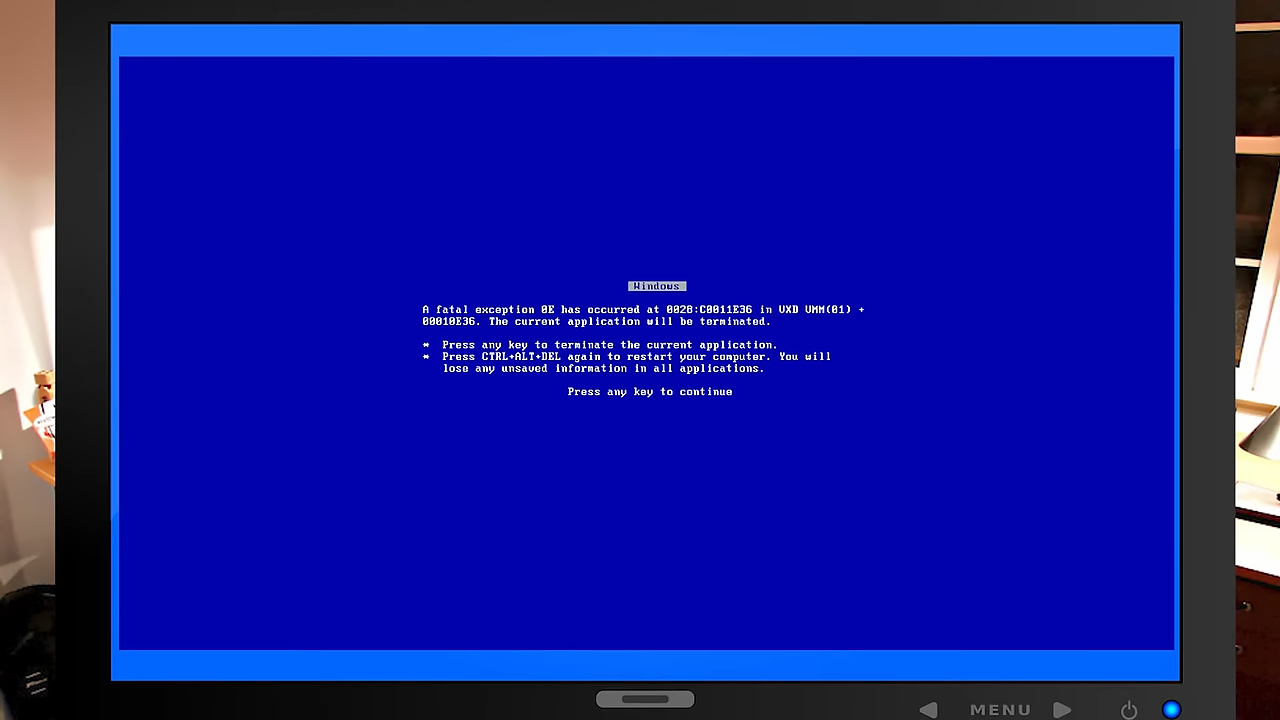 Windows
A fatal exception 0E has occurred at 0028:C0011E36 in VXD VMM(01) +
00010E36. The current application will be terminated.
* Press any key to terminate the current application.
* Press CTRL+ALT+DEL again to restart your computer. You will
lose any unsaved information in all applications.
Press any key to continue
MENU